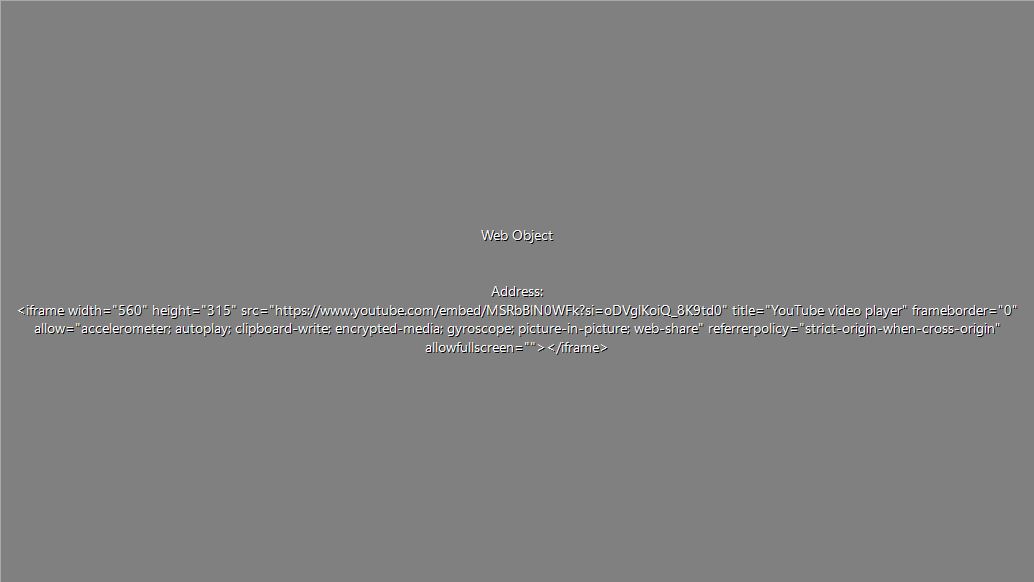 Web Object
Address:
<iframe width="560" height="315" src="https://www.youtube.com/embed/MSRbBlN0WFk?si=oDVglKoiQ_8K9td0" title="YouTube video player" frameborder="0"
allow="accelerometer; autoplay; clipboard-write; encrypted-media; gyroscope; picture-in-picture; web-share" referrerpolicy="strict-origin-when-cross-origin"
allowfullscreen=""></iframe>